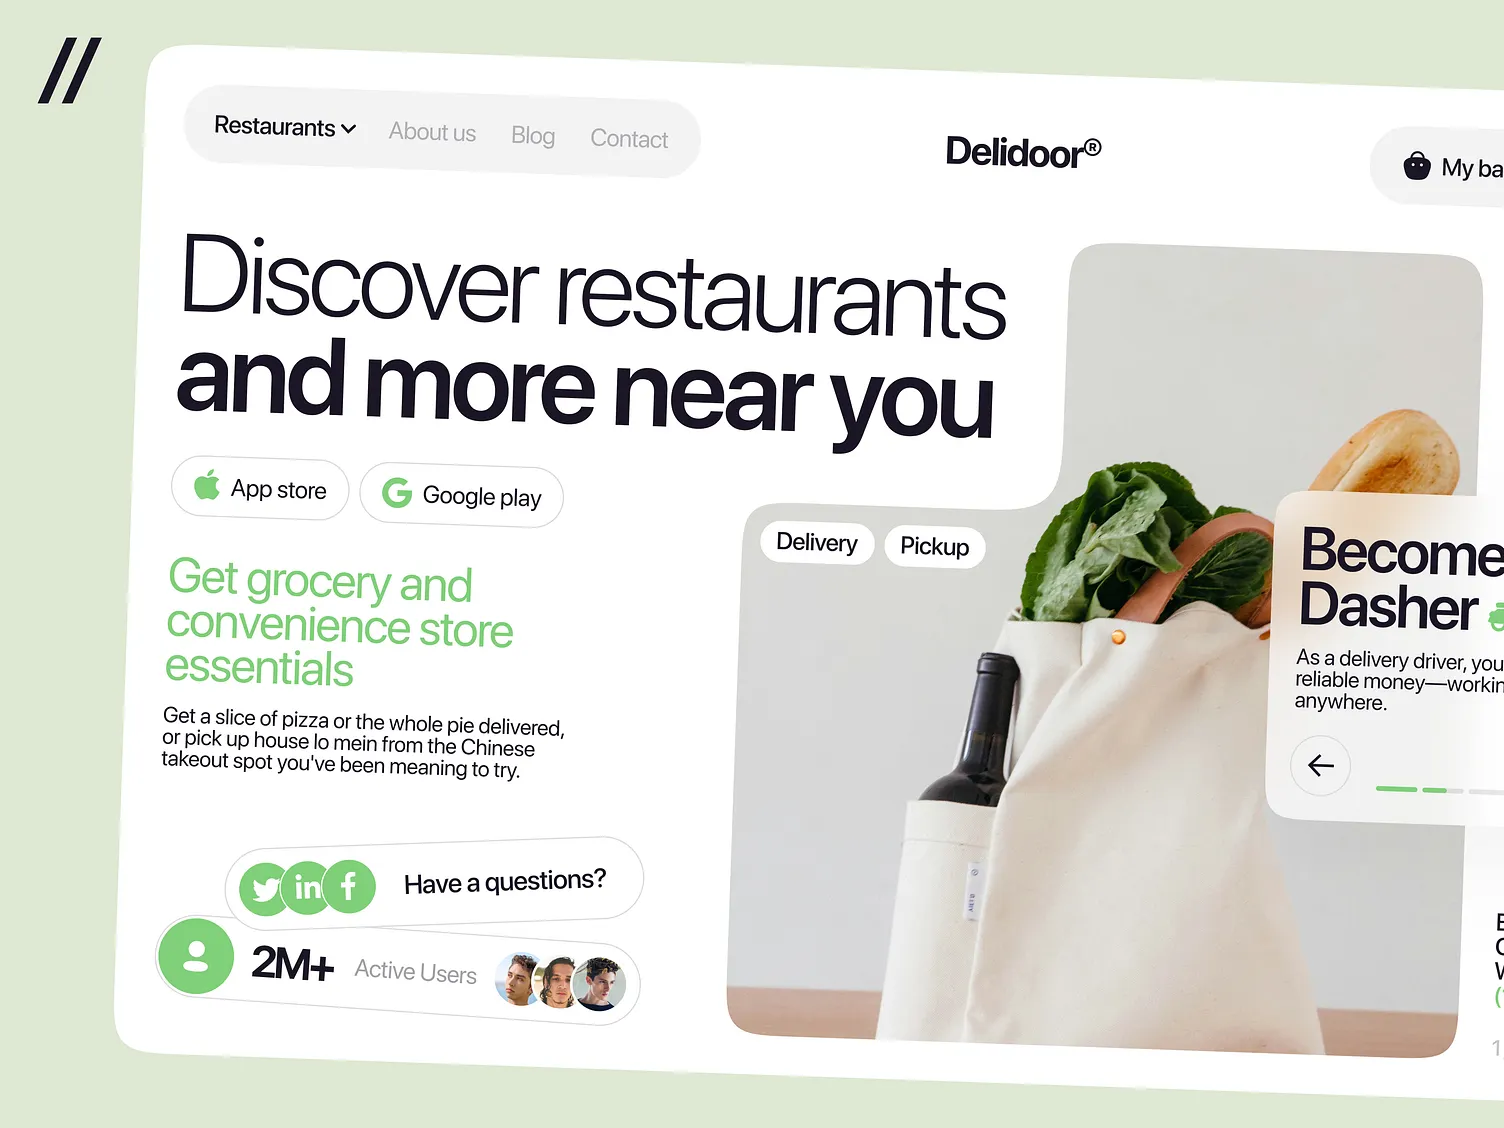 //
Restaurants
About us
Blog
Contact
Delidoor®
My ba
Discover restaurants
and more near you
App store
Google play
Delivery
Pickup
Get grocery and
convenience store
essentials
Get a slice of pizza or the whole pie delivered,
or pick up house lo mein from the Chinese
takeout spot you've been meaning to try.
Become
Dasher
As a delivery driver, you
reliable money—workin
anywhere.
in f
Have a questions?
2M+
Active Users